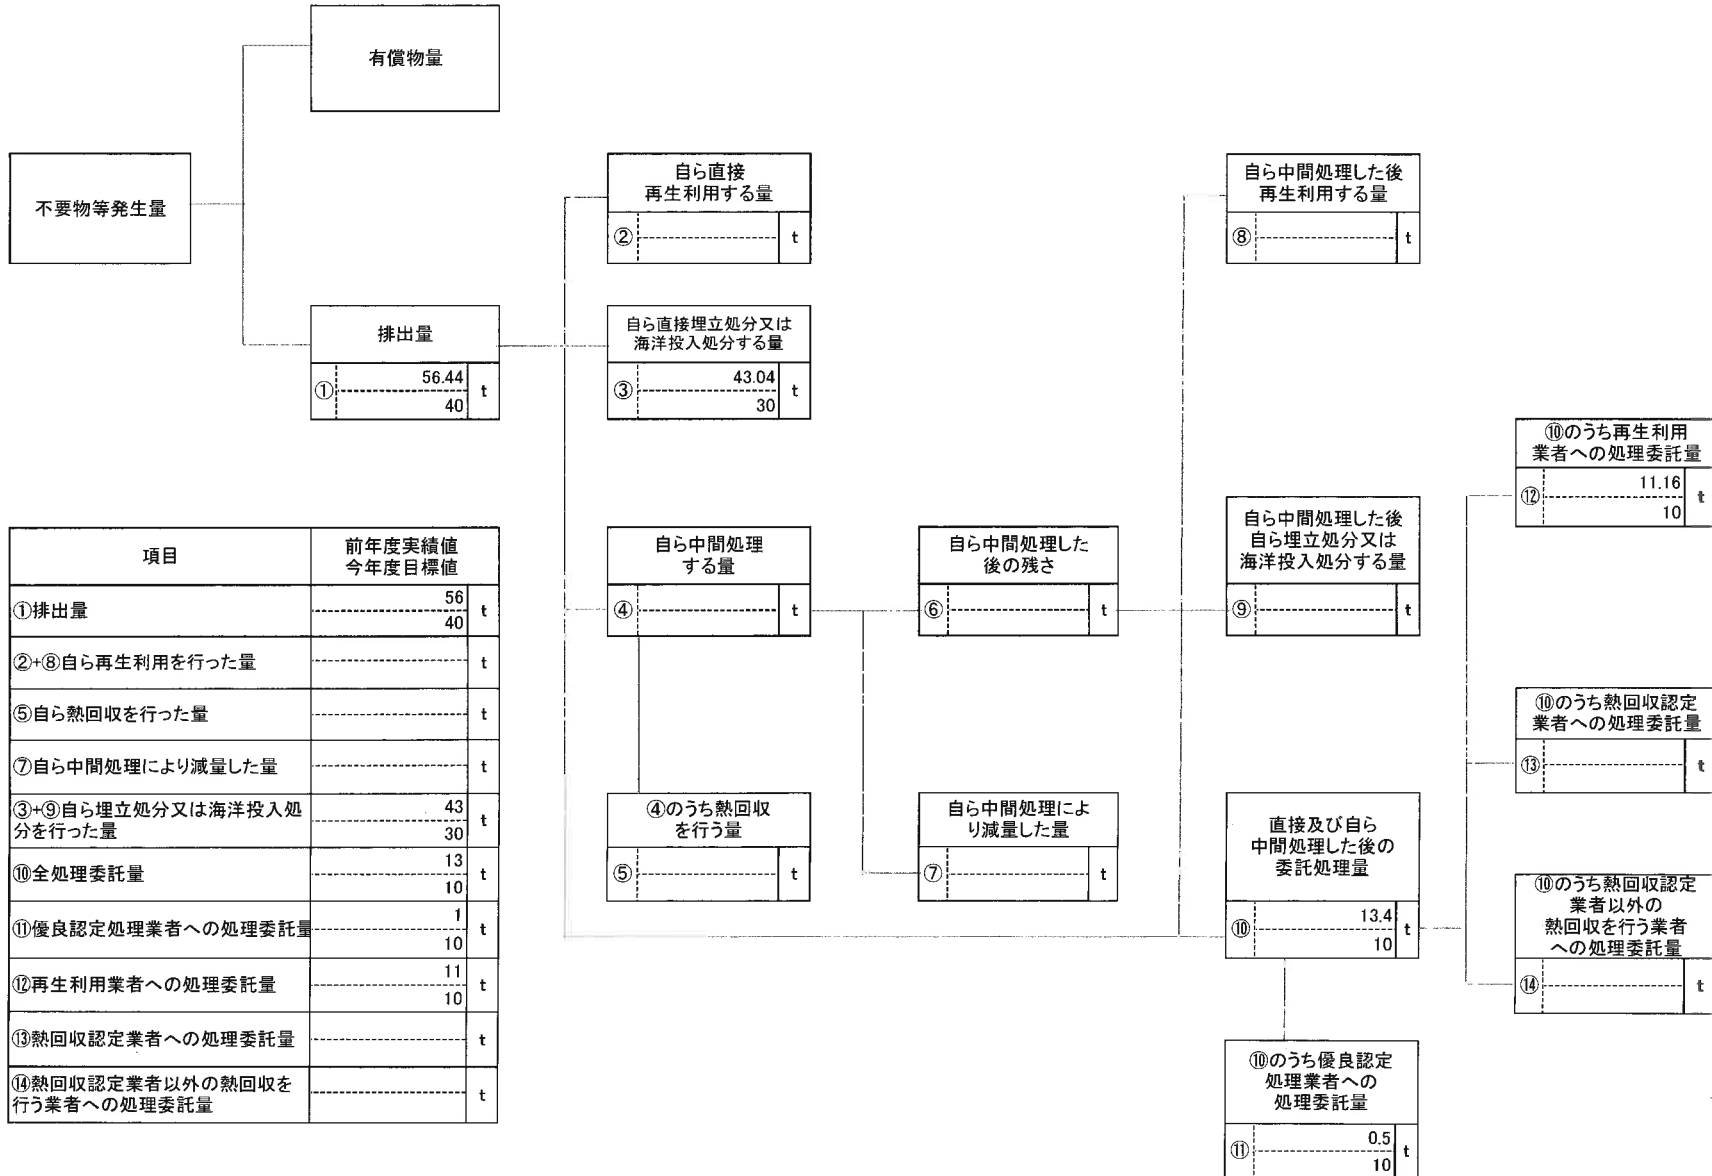 有償物量
不要物等発生量
排出量
①
56.44
40
t
自ら直接
再生利用する量
②
t
自ら直接埋立処分又は
海洋投入処分する量
③
43.04
30
t
自ら中間処理
する量
④
t
④のうち熱回収
を行う量
⑤
t
自ら中間処理した
後の残さ
⑥
t
自ら中間処理によ
り減量した量
⑦
t
自ら中間処理した後
再生利用する量
⑧
t
自ら中間処理した後
自ら埋立処分又は
海洋投入処分する量
⑨
t
直接及び自ら
中間処理した後の
委託処理量
⑩
13.4
10
t
⑩のうち優良認定
処理業者への
処理委託量
⑪
0.5
10
t
⑩のうち再生利用
業者への処理委託量
⑫
11.16
10
t
⑩のうち熱回収認定
業者への処理委託量
⑬
t
⑩のうち熱回収認定
業者以外の
熱回収を行う業者
への処理委託量
⑭
t
項目
前年度実績値
今年度目標値
①排出量
56
40
t
②+⑧自ら再生利用を行った量
t
⑤自ら熱回収を行った量
t
⑦自ら中間処理により減量した量
t
③+⑨自ら埋立処分又は海洋投入処
分を行った量
43
30
t
⑩全処理委託量
13
10
t
⑪優良認定処理業者への処理委託量
1
10
t
⑫再生利用業者への処理委託量
11
10
t
⑬熱回収認定業者への処理委託量
t
⑭熱回収認定業者以外の熱回収を
行う業者への処理委託量
t